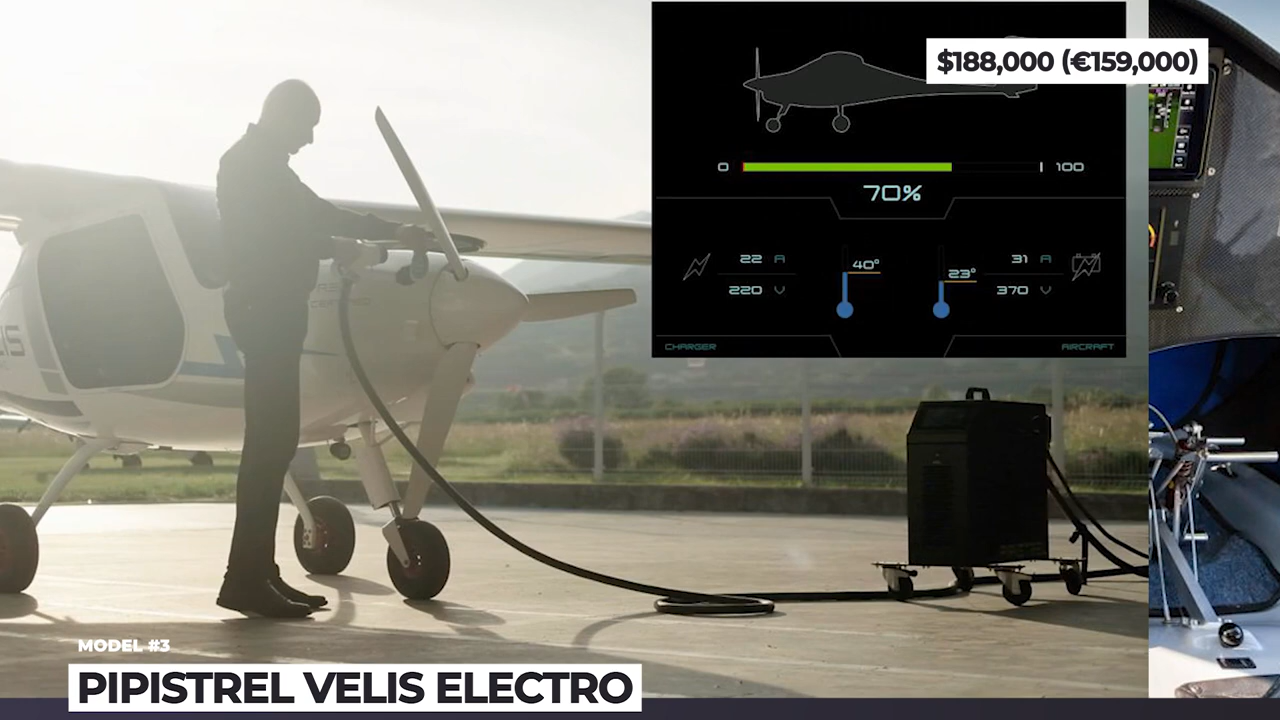 $188,000 (€159,000)
0
100
70%
22 A
220 V
40°
23°
31 A
370 V
CHARGER
AIRCRAFT
MODEL #3
PIPISTREL VELIS ELECTRO